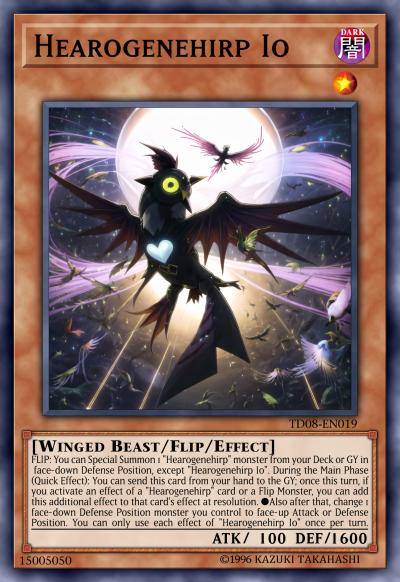 Hearogenehirp Io
DARK
闇
TD08-EN019
[Winged Beast/Flip/Effect]
FLIP: You can Special Summon 1 "Hearogenehirp" monster from your Deck or GY in
face-down Defense Position, except "Hearogenehirp Io". During the Main Phase
(Quick Effect): You can send this card from your hand to the GY; once this turn, if
you activate an effect of a "Hearogenehirp" card or a Flip Monster, you can add
this additional effect to that card's effect at resolution. ●Also after that, change 1
face-down Defense Position monster you control to face-up Attack or Defense
Position. You can only use each effect of "Hearogenehirp Io" once per turn.
ATK/ 100 DEF/1600
15005050 ©1996 KAZUKI TAKAHASHI